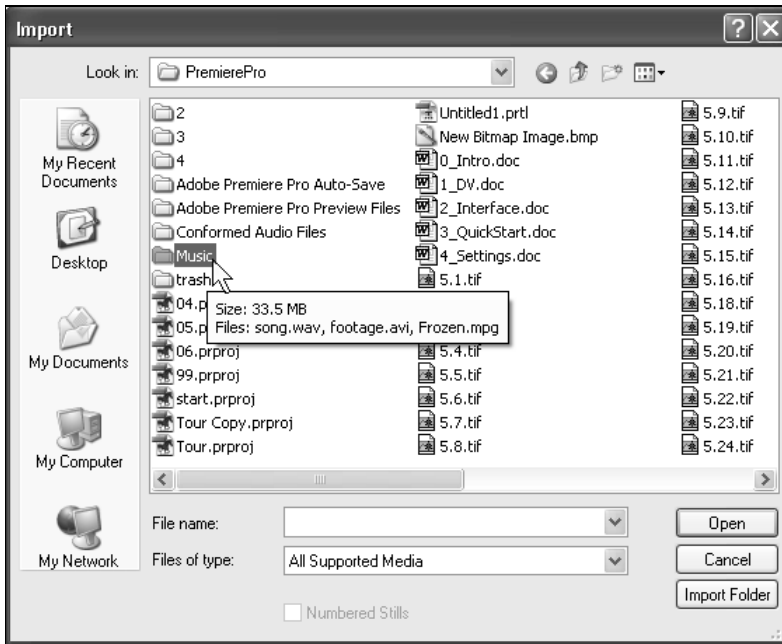 Import
Look in: PremierePro
My Recent
Documents
Desktop
My Documents
My Computer
My Network
2
3
4
Adobe Premiere Pro Auto-Save
Adobe Premiere Pro Preview Files
Conformed Audio Files
Music
trash
04.p
05.p
06.prproj
99.prproj
start.prproj
Tour Copy.prproj
Tour.prproj
Untitled1.prtl
New Bitmap Image.bmp
0_Intro.doc
1_DV.doc
2_Interface.doc
3_QuickStart.doc
4_Settings.doc
5.1.tif
5.4.tif
5.5.tif
5.6.tif
5.7.tif
5.8.tif
5.9.tif
5.10.tif
5.11.tif
5.12.tif
5.13.tif
5.14.tif
5.15.tif
5.16.tif
5.18.tif
5.19.tif
5.20.tif
5.21.tif
5.22.tif
5.23.tif
5.24.tif
Size: 33.5 MB
Files: song.wav, footage.avi, Frozen.mpg
File name:
Open
Files of type: All Supported Media
Cancel
Import Folder
Numbered Stills